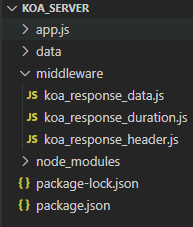 KOA_SERVER
app.js
data
middleware
JS koa_response_data.js
JS koa_response_duration.js
JS koa_response_header.js
node_modules
{} package-lock.json
{} package.json